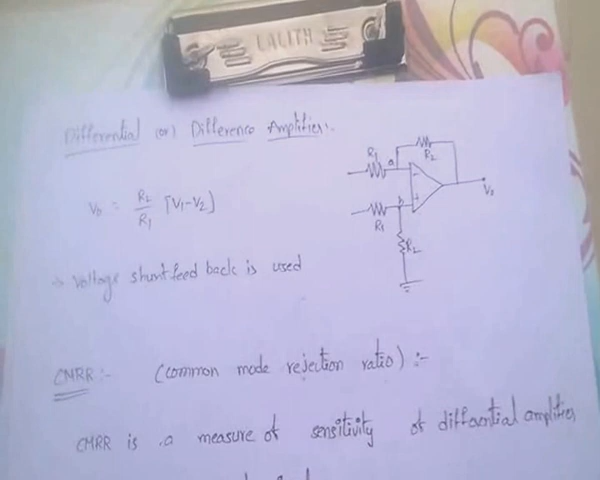 LALITH
Differential (or) Difference Amplifier:-
V0 = R2/R1 [V1-V2]
R1 a R2
- 
+ V0
b
R1
R2
→ Voltage shunt feed back is used
CMRR:- (common mode rejection ratio) :-
CMRR is a measure of sensitivity of differential amplifier